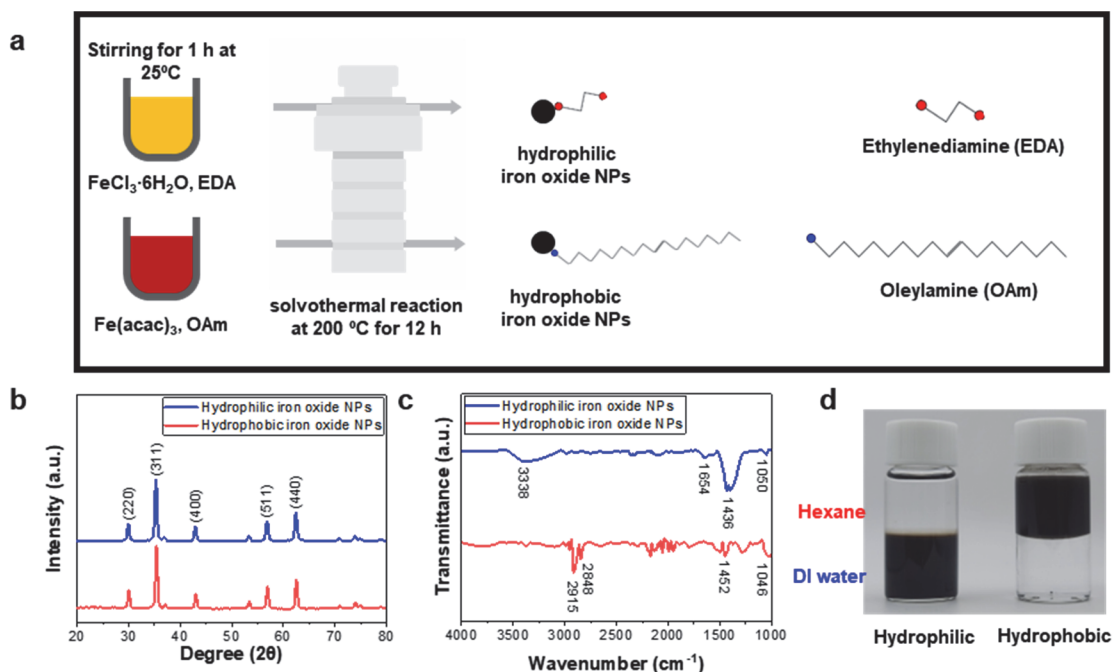 a
Stirring for 1 h at
25ºC
FeCl₃·6H₂O, EDA
Fe(acac)₃, OAm
solvothermal reaction
at 200 ºC for 12 h
hydrophilic
iron oxide NPs
hydrophobic
iron oxide NPs
Ethylenediamine (EDA)
Oleylamine (OAm)
b
Hydrophilic iron oxide NPs
Hydrophobic iron oxide NPs
(220)
(311)
(400)
(511)
(440)
Intensity (a.u.)
20 30 40 50 60 70 80
Degree (2θ)
c
Hydrophilic iron oxide NPs
Hydrophobic iron oxide NPs
3338
1654
1436
1050
2915
2848
1452
1046
Transmittance (a.u.)
4000 3500 3000 2500 2000 1500 1000
Wavenumber (cm⁻¹)
d
Hexane
DI water
Hydrophilic Hydrophobic